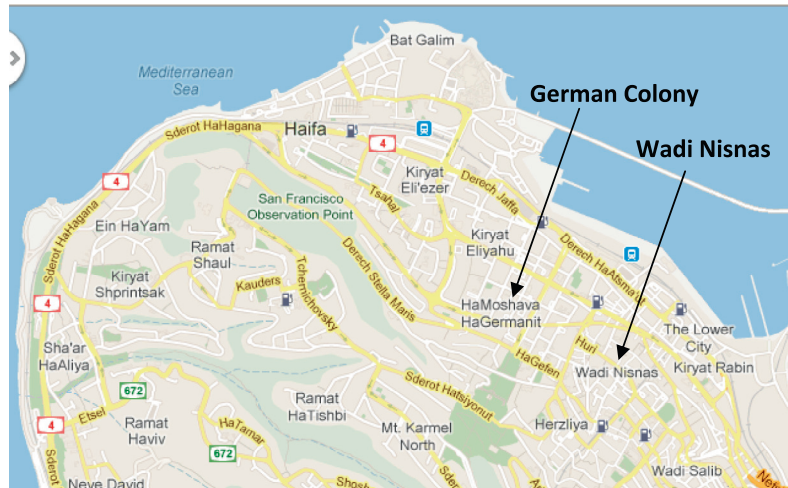 Bat Galim
Mediterranean
Sea
German Colony
Sderot HaHagana
Haifa
4
Wadi Nisnas
4
Kiryat
Eli'ezer
Derech Jaffa
Tsahal
San Francisco
Observation Point
Ein HaYam
Sderot HaHagana
Ramat
Shaul
Kiryat
Eliyahu
Derech HaAtsma'ut
Derech Stella Maris
Tchernichovsky
Kiryat
Shprintsak
Kauders
4
HaMoshava
HaGermanit
The Lower
City
Huri
Sha'ar
HaAliya
HaGefen
Wadi Nisnas
Kiryat Rabin
672
Sderot Hatsiyonut
4
Etsel
Ramat
HaTishbi
Ramat
Haviv
HaTamar
Mt. Karmel
North
Herzliya
672
Sderot
Wadi Salib
Neve David